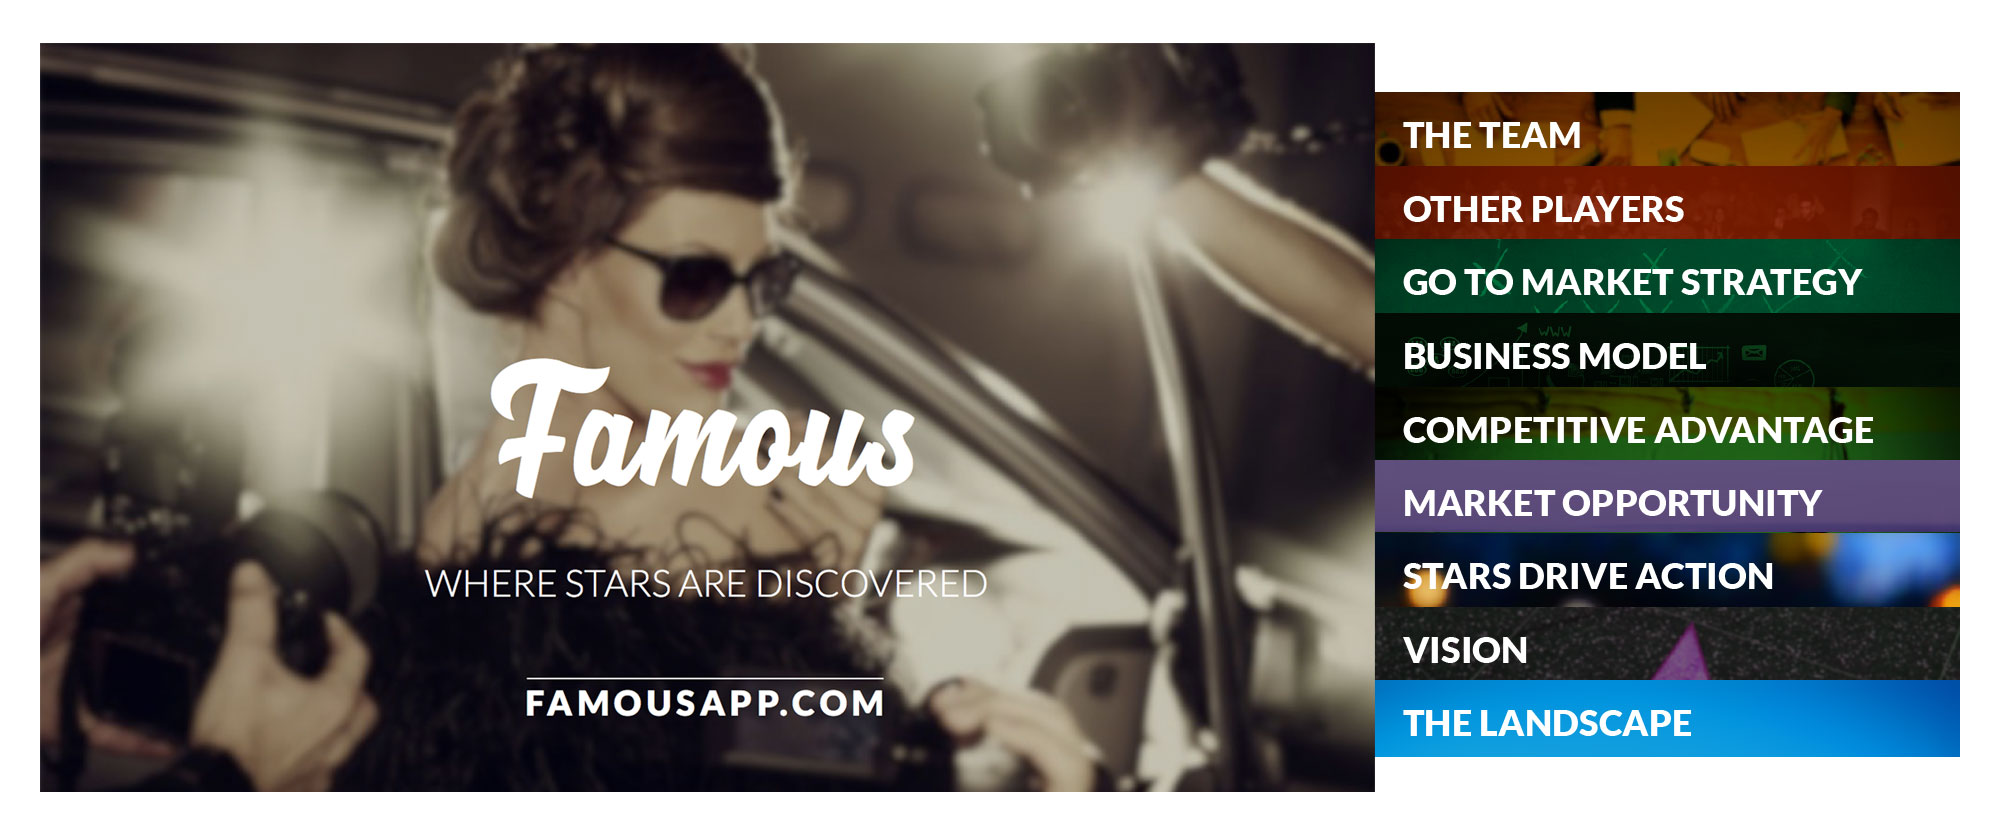 Famous
WHERE STARS ARE DISCOVERED
FAMOUSAPP.COM
THE TEAM
OTHER PLAYERS
GO TO MARKET STRATEGY
WWW
BUSINESS MODEL
COMPETITIVE ADVANTAGE
MARKET OPPORTUNITY
STARS DRIVE ACTION
VISION
THE LANDSCAPE